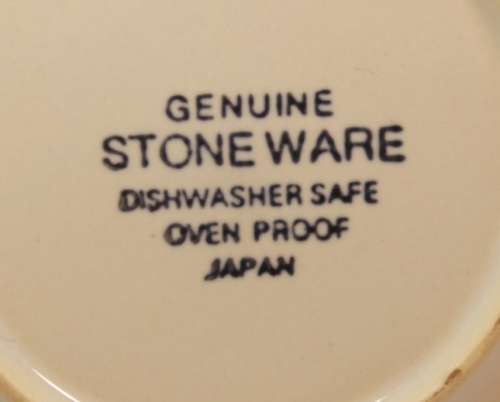 GENUINE
STONEWARE
DISHWASHER SAFE
OVEN PROOF
JAPAN